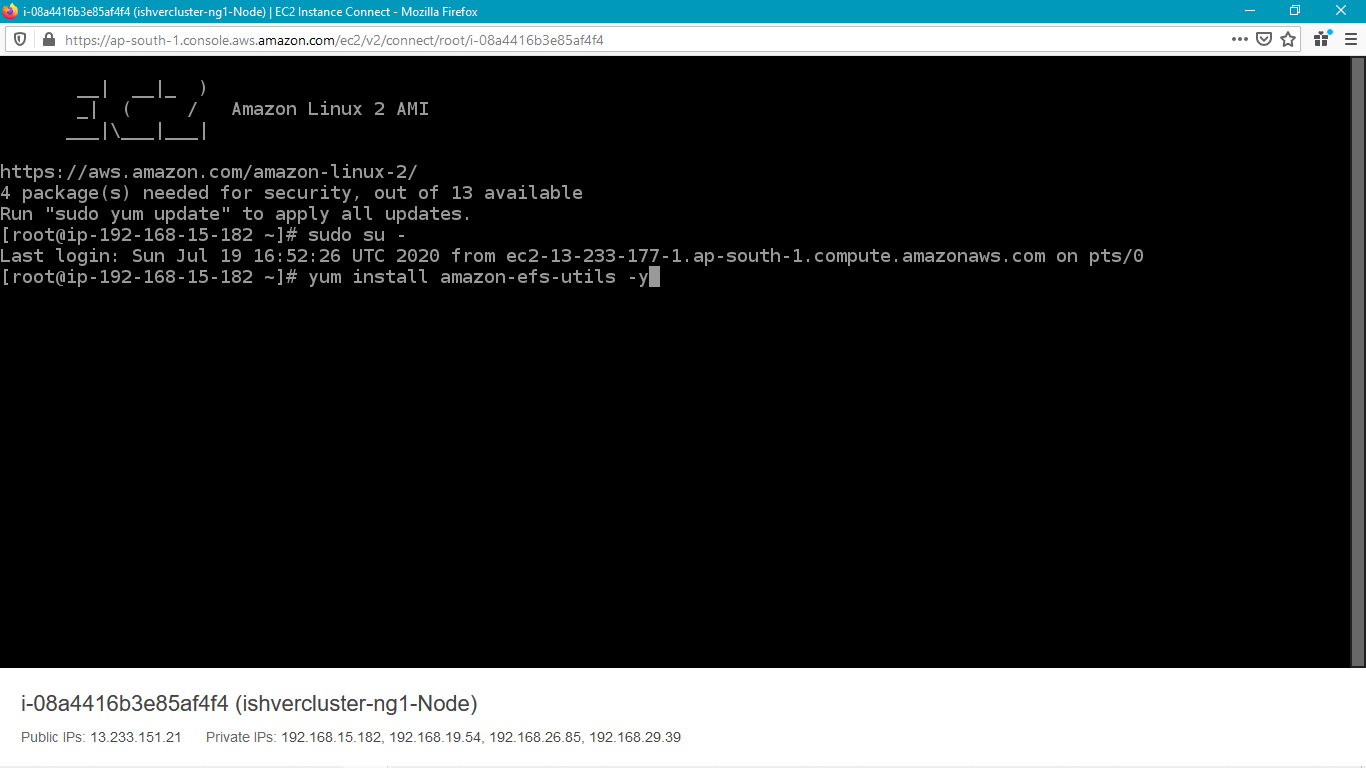 i-08a4416b3e85af4f4 (ishvercluster-ng1-Node) | EC2 Instance Connect - Mozilla Firefox
https://ap-south-1.console.aws.amazon.com/ec2/v2/connect/root/i-08a4416b3e85af4f4
       __|  __|_  )
       _|  (     /   Amazon Linux 2 AMI
      ___|\___|___|
https://aws.amazon.com/amazon-linux-2/
4 package(s) needed for security, out of 13 available
Run "sudo yum update" to apply all updates.
[root@ip-192-168-15-182 ~]# sudo su -
Last login: Sun Jul 19 16:52:26 UTC 2020 from ec2-13-233-177-1.ap-south-1.compute.amazonaws.com on pts/0
[root@ip-192-168-15-182 ~]# yum install amazon-efs-utils -y
i-08a4416b3e85af4f4 (ishvercluster-ng1-Node)
Public IPs: 13.233.151.21 Private IPs: 192.168.15.182, 192.168.19.54, 192.168.26.85, 192.168.29.39